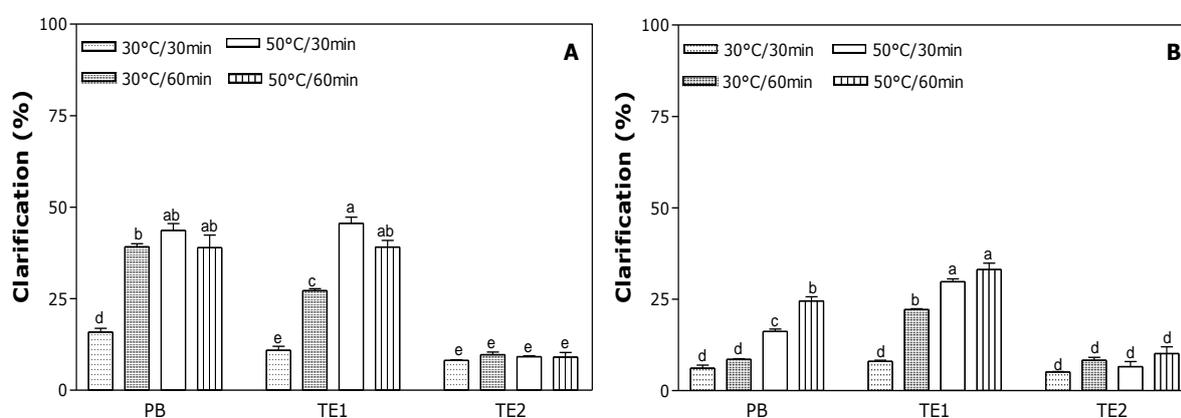 100
75
50
25
0
Clarification (%)
30°C/30min
50°C/30min
30°C/60min
50°C/60min
A
d
b
ab
ab
e
c
a
ab
e
e
e
e
PB
TE1
TE2
100
75
50
25
0
Clarification (%)
30°C/30min
50°C/30min
30°C/60min
50°C/60min
B
d
d
c
b
d
b
a
a
d
d
d
d
PB
TE1
TE2